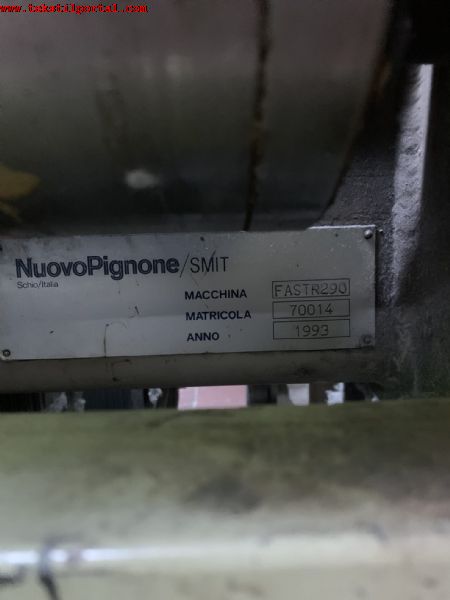 www.tekstilportal.com
NuovoPignone/SMIT
Schio/Italia
MACCHINA FASTR290
MATRICOLA 70014
ANNO 1993